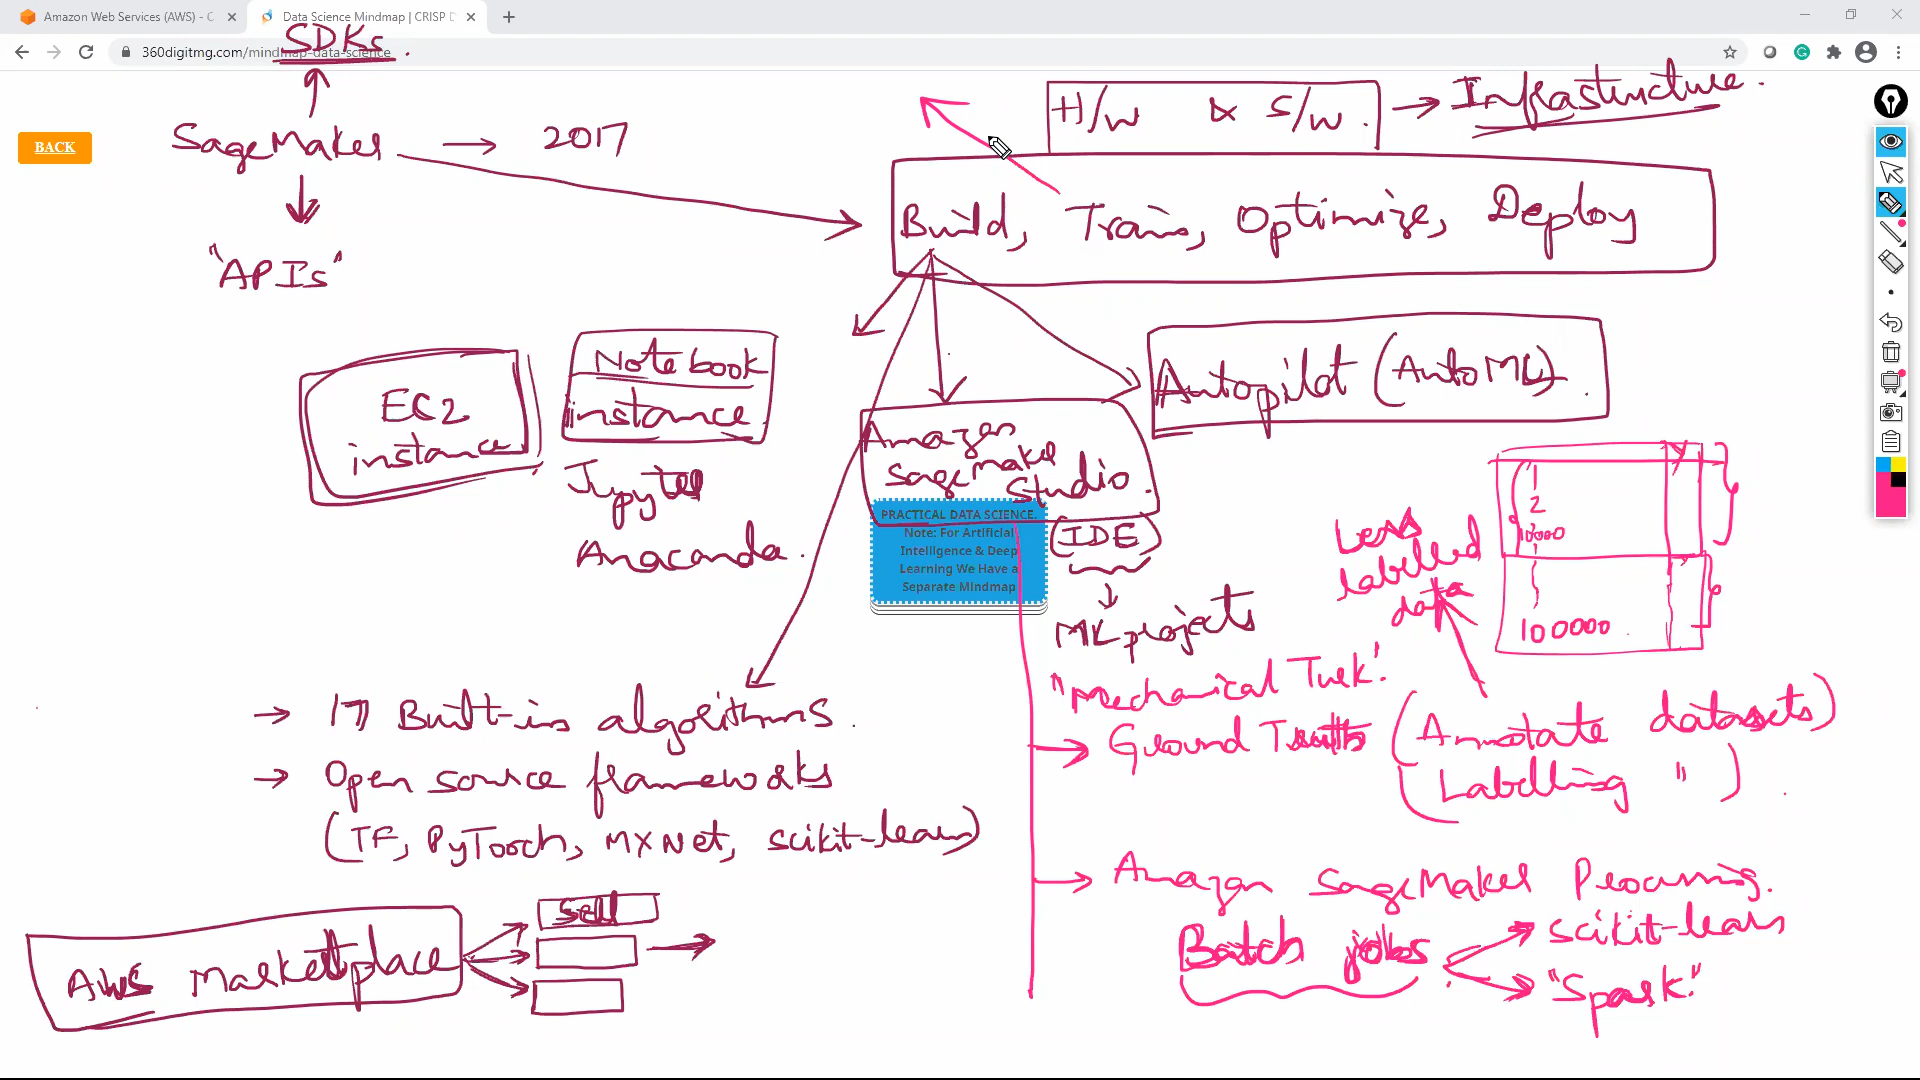 Amazon Web Services (AWS) - C
Data Science Mindmap | CRISP D
360digitmg.com/mindmap-data-science
SDKs.
H/W & S/W.
Infrastructure.
BACK
SageMaker
2017
Build, Train, Optimize, Deploy
"APIs"
EC2
instance
Notebook
instance
Jupyter
Anaconda.
Autopilot (AutoML).
Amazon
SageMaker
Studio.
PRACTICAL DATA SCIENCE.
Note: For Artificial
Intelligence & Deep
Learning We Have a
Separate Mindmap
(IDE)
ML projects
Less
labelled
data
Y
1
2
10000
100000
"Mechanical Turk"
Ground Truth (Annotate datasets)
(Labelling ")
17 Built-in algorithms.
Open source frameworks
(TF, PyTorch, MXNet, scikit-learn)
Amazon SageMaker Processing.
Batch jobs
scikit-learn
"Spark"
AWS Marketplace
Sell